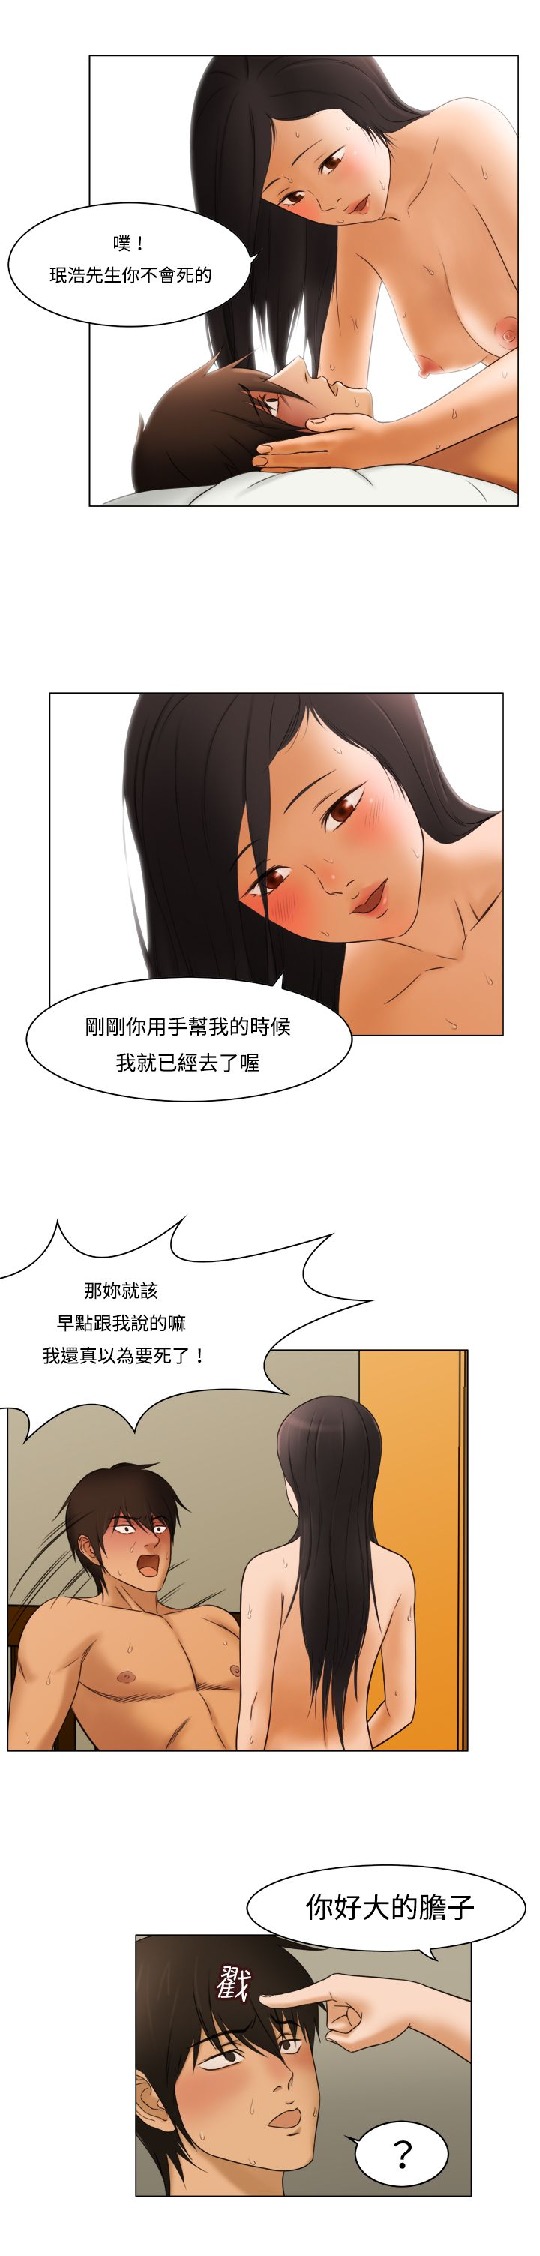 噗！
珉浩先生你不會死的
剛剛你用手幫我的時候
我就已經去了喔
那妳就該
早點跟我說的嘛
我還真以為要死了！
你好大的膽子
戳
？